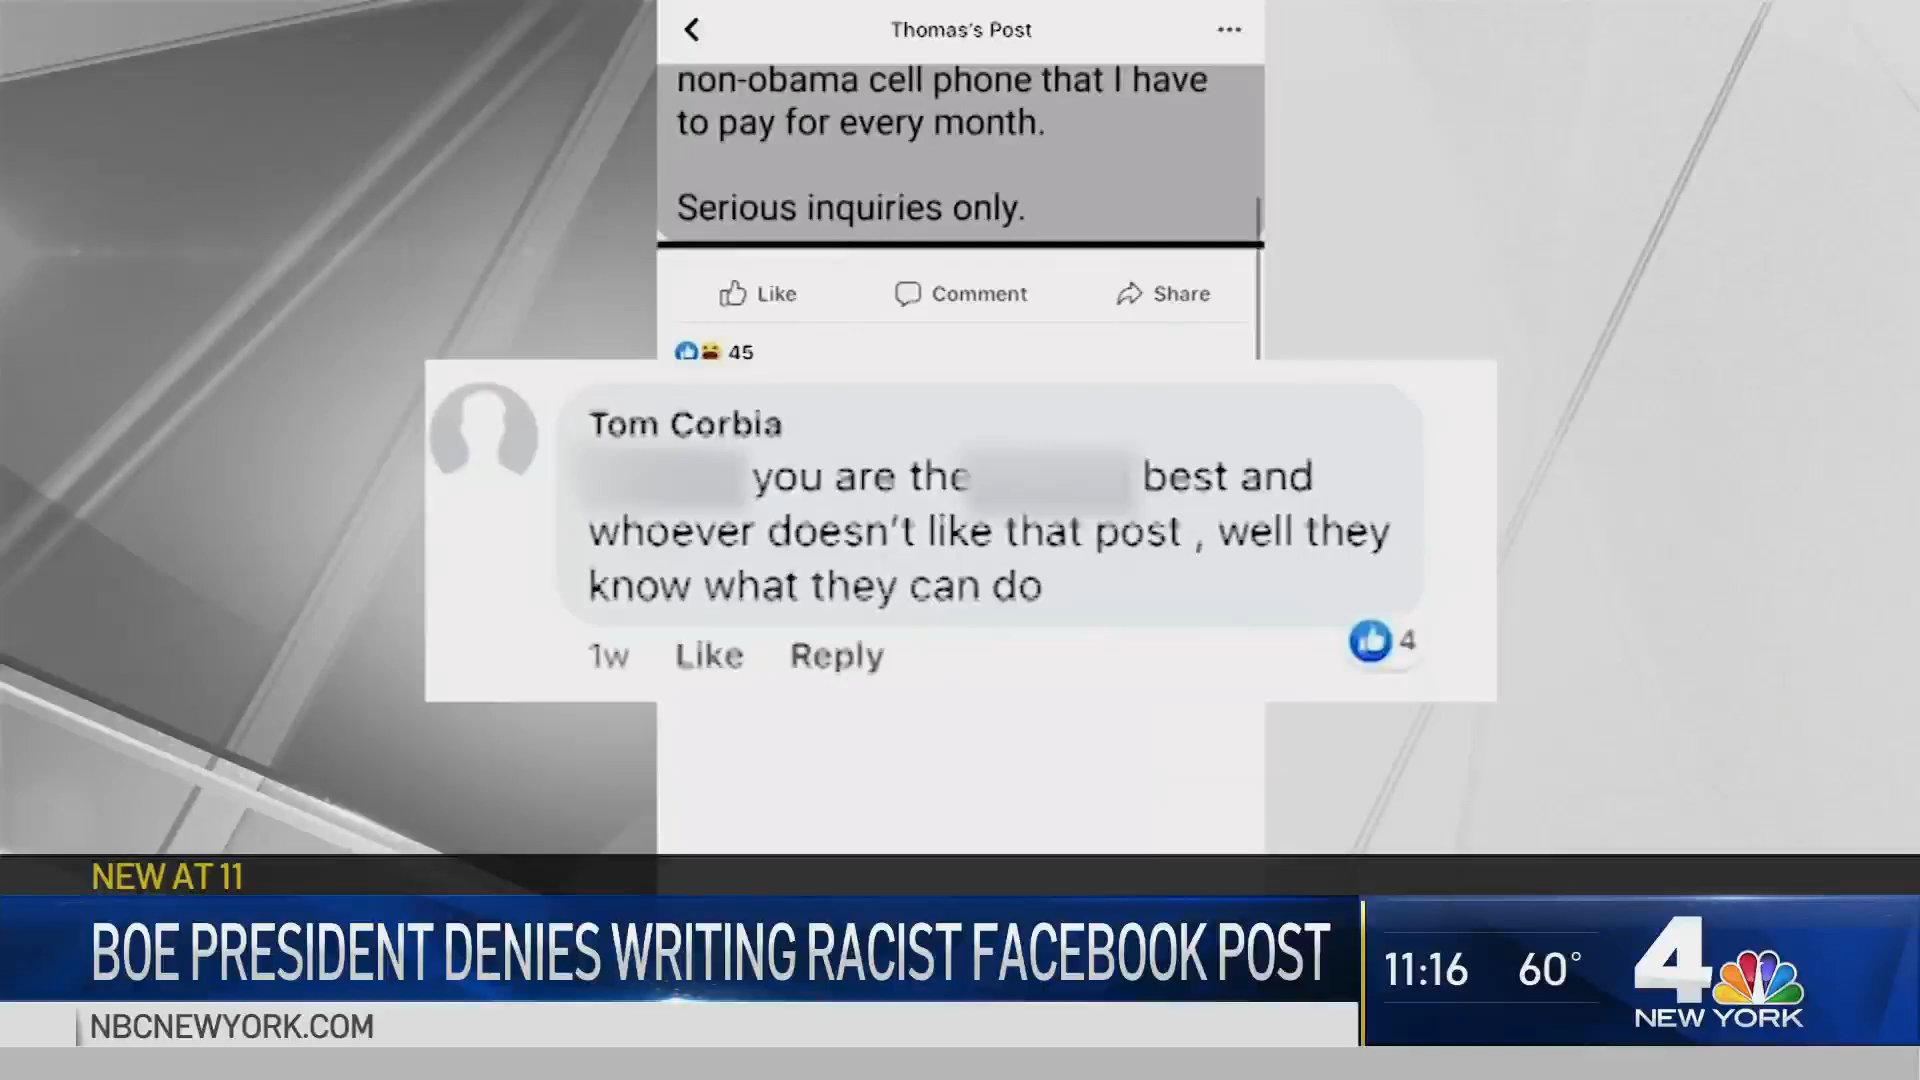 Thomas's Post
non-obama cell phone that I have
to pay for every month.
Serious inquiries only.
Like
Comment
Share
45
Tom Corbia
you are the best and
whoever doesn't like that post , well they
know what they can do
1w Like Reply
4
NEW AT 11
BOE PRESIDENT DENIES WRITING RACIST FACEBOOK POST
11:16 60°
4
NEW YORK
NBCNEWYORK.COM